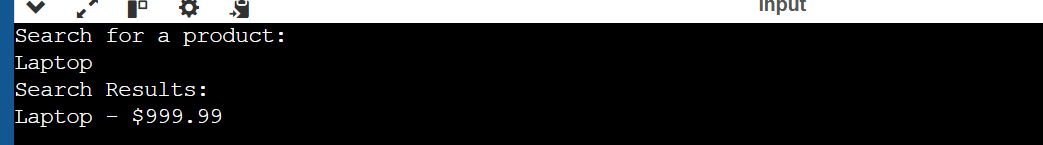 input
Search for a product:
Laptop
Search Results:
Laptop - $999.99